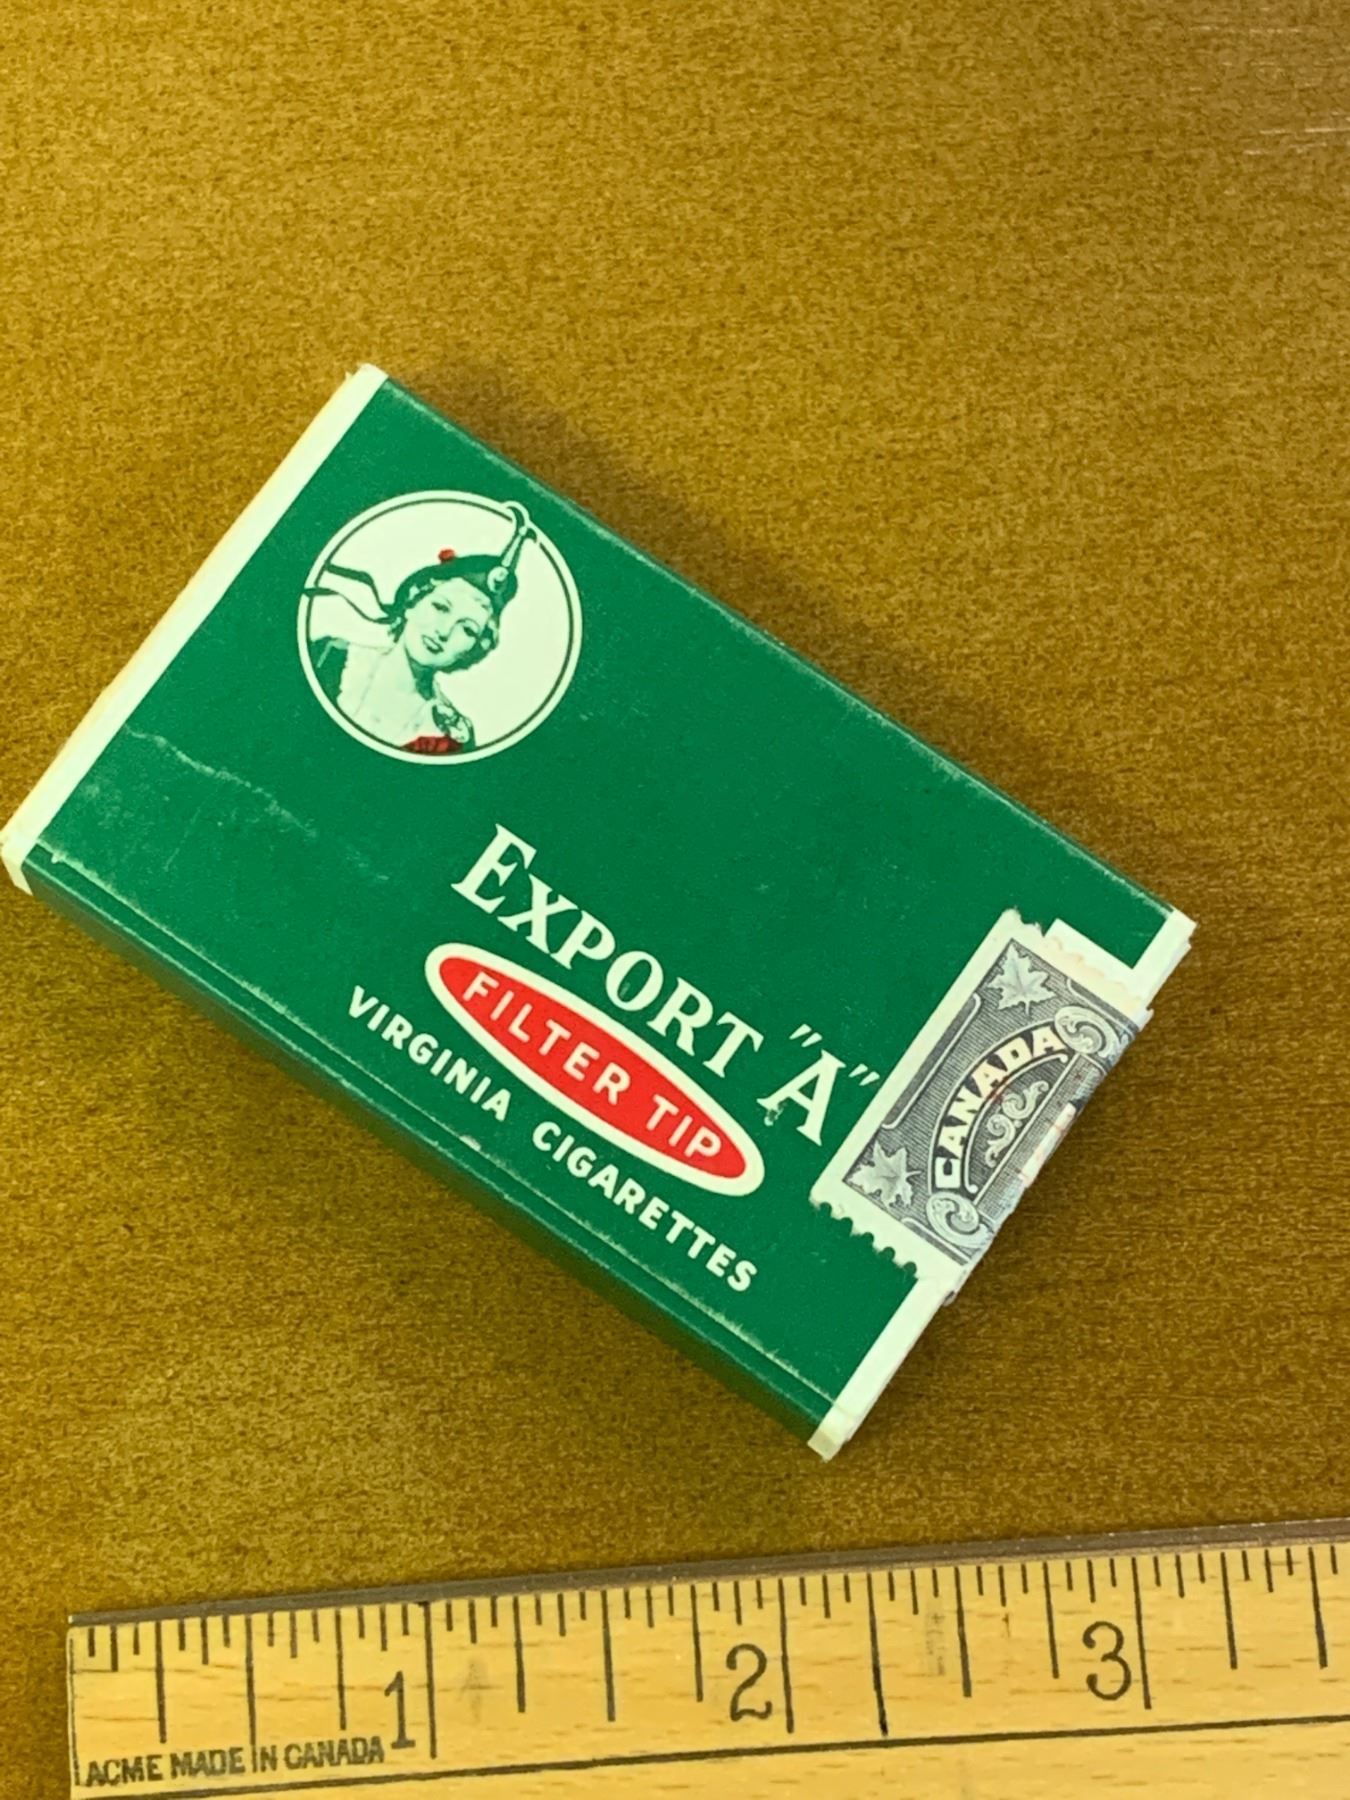 EXPORT "A"
FILTER TIP
VIRGINIA CIGARETTES
CANADA
1 2 3
ACME MADE IN CANADA